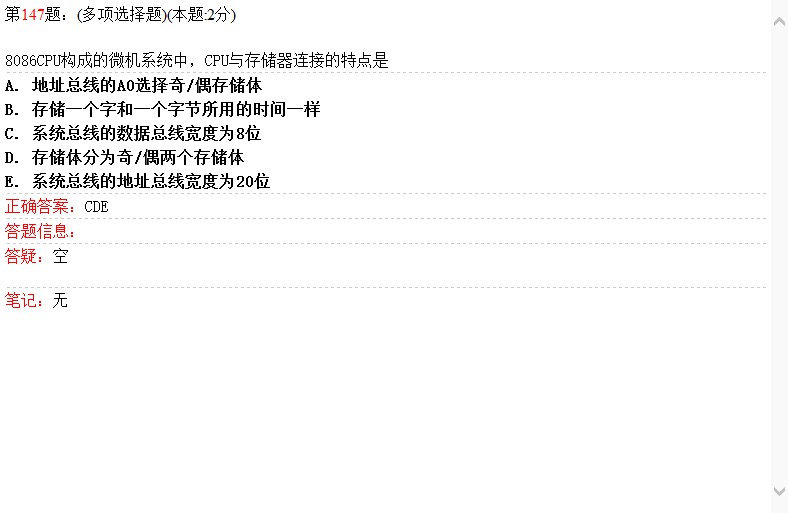 第147题: (多项选择题)(本题:2分)
8086CPU构成的微机系统中，CPU与存储器连接的特点是
A. 地址总线的A0选择奇/偶存储体
B. 存储一个字和一个字节所用的时间一样
C. 系统总线的数据总线宽度为8位
D. 存储体分为奇/偶两个存储体
E. 系统总线的地址总线宽度为20位
正确答案：CDE
答题信息：
答疑：空
笔记：无